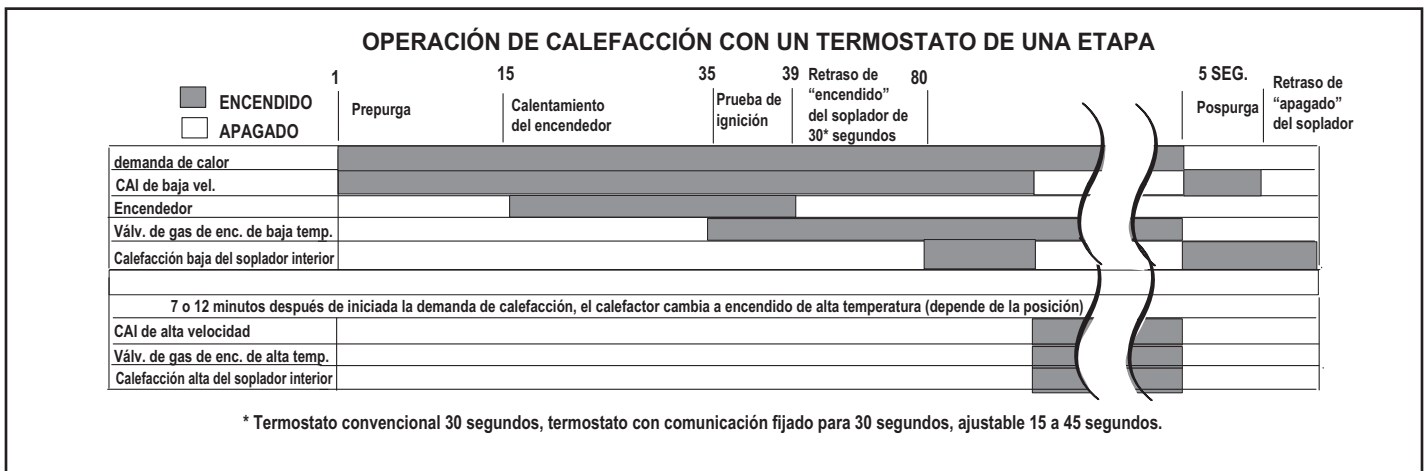 OPERACIÓN DE CALEFACCIÓN CON UN TERMOSTATO DE UNA ETAPA
ENCENDIDO
APAGADO
1
15
35
39
80
5 SEG.
Prepurga
Calentamiento
del encendedor
Prueba de
ignición
Retraso de
“encendido”
del soplador de
30* segundos
Pospurga
Retraso de
“apagado”
del soplador
demanda de calor
CAI de baja vel.
Encendedor
Válv. de gas de enc. de baja temp.
Calefacción baja del soplador interior
7 o 12 minutos después de iniciada la demanda de calefacción, el calefactor cambia a encendido de alta temperatura (depende de la posición)
CAI de alta velocidad
Válv. de gas de enc. de alta temp.
Calefacción alta del soplador interior
* Termostato convencional 30 segundos, termostato con comunicación fijado para 30 segundos, ajustable 15 a 45 segundos.